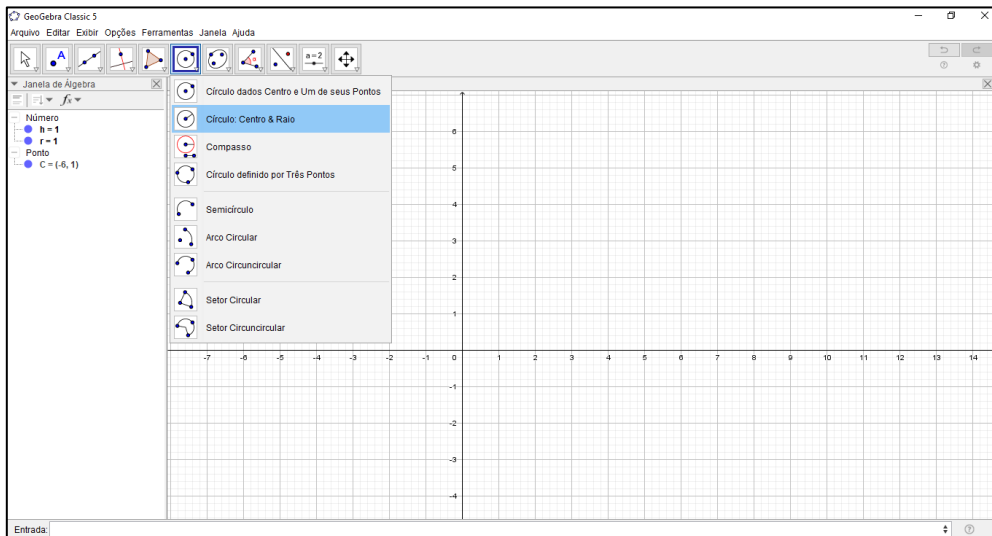 GeoGebra Classic 5
Arquivo Editar Exibir Opções Ferramentas Janela Ajuda
A
α
a=2
Janela de Álgebra
fx
Número
h = 1
r = 1
Ponto
C = (-6, 1)
Círculo dados Centro e Um de seus Pontos
Círculo: Centro & Raio
Compasso
Círculo definido por Três Pontos
Semicírculo
Arco Circular
Arco Circuncircular
Setor Circular
Setor Circuncircular
6
5
4
3
2
1
-7 -6 -5 -4 -3 -2 -1 0 1 2 3 4 5 6 7 8 9 10 11 12 13 14
-1
-2
-3
-4
Entrada: